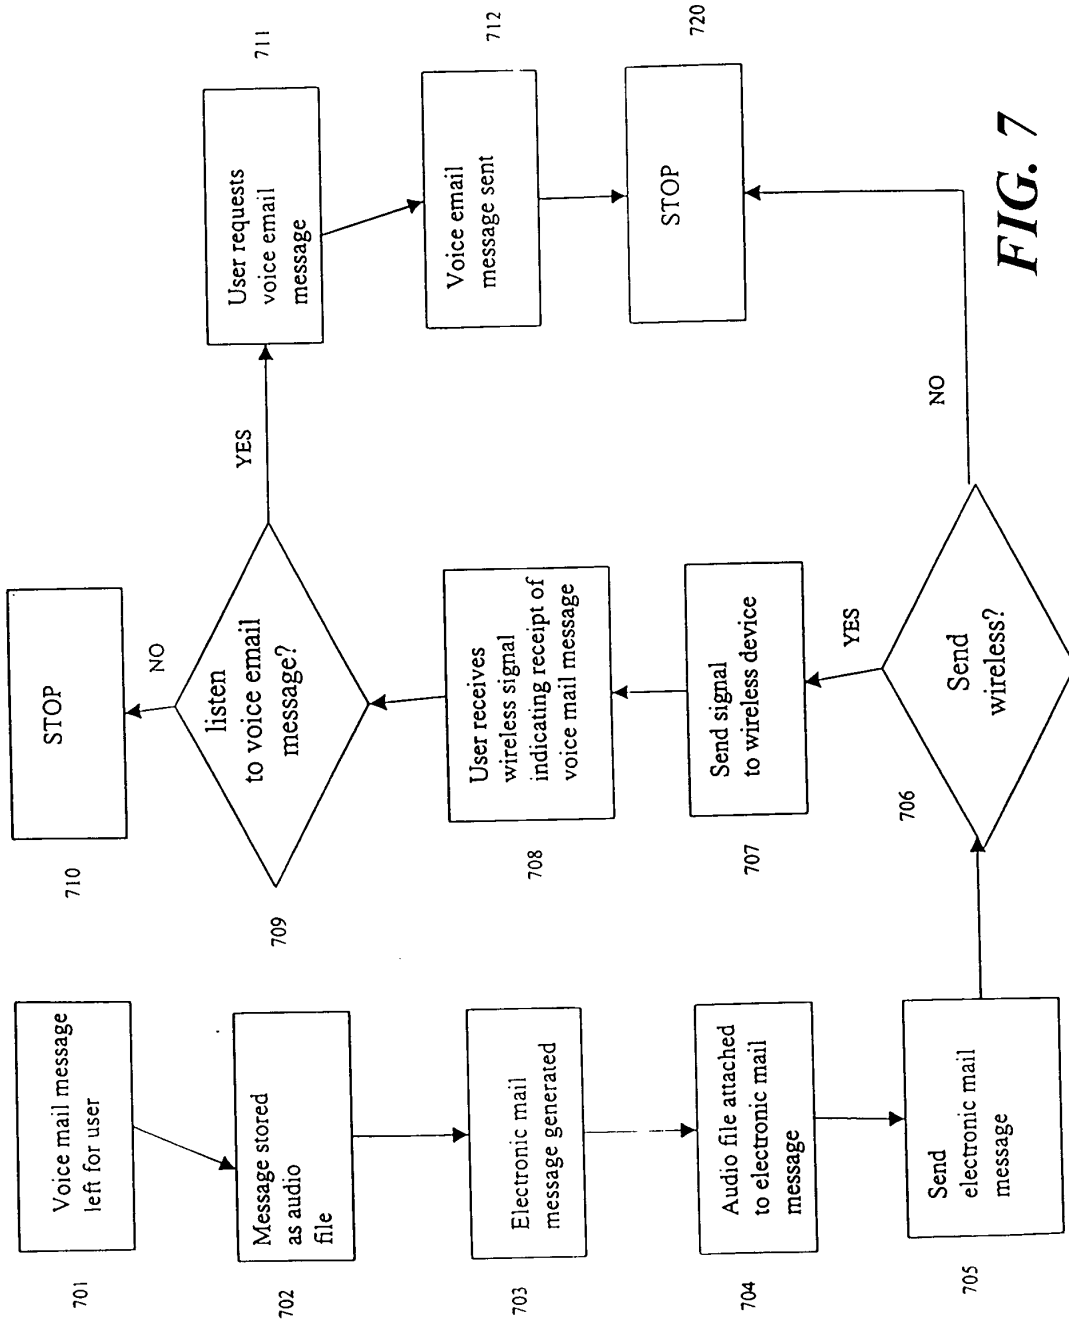 701
Voice mail message
left for user
702
Message stored
as audio
file
703
Electronic mail
message generated
704
Audio file attached
to electronic mail
message
705
Send
electronic mail
message
706
Send
wireless?
YES
NO
707
Send signal
to wireless device
708
User receives
wireless signal
indicating receipt of
voice mail message
709
listen
to voice email
message?
NO
YES
710
STOP
711
User requests
voice email
message
712
Voice email
message sent
720
STOP
FIG. 7